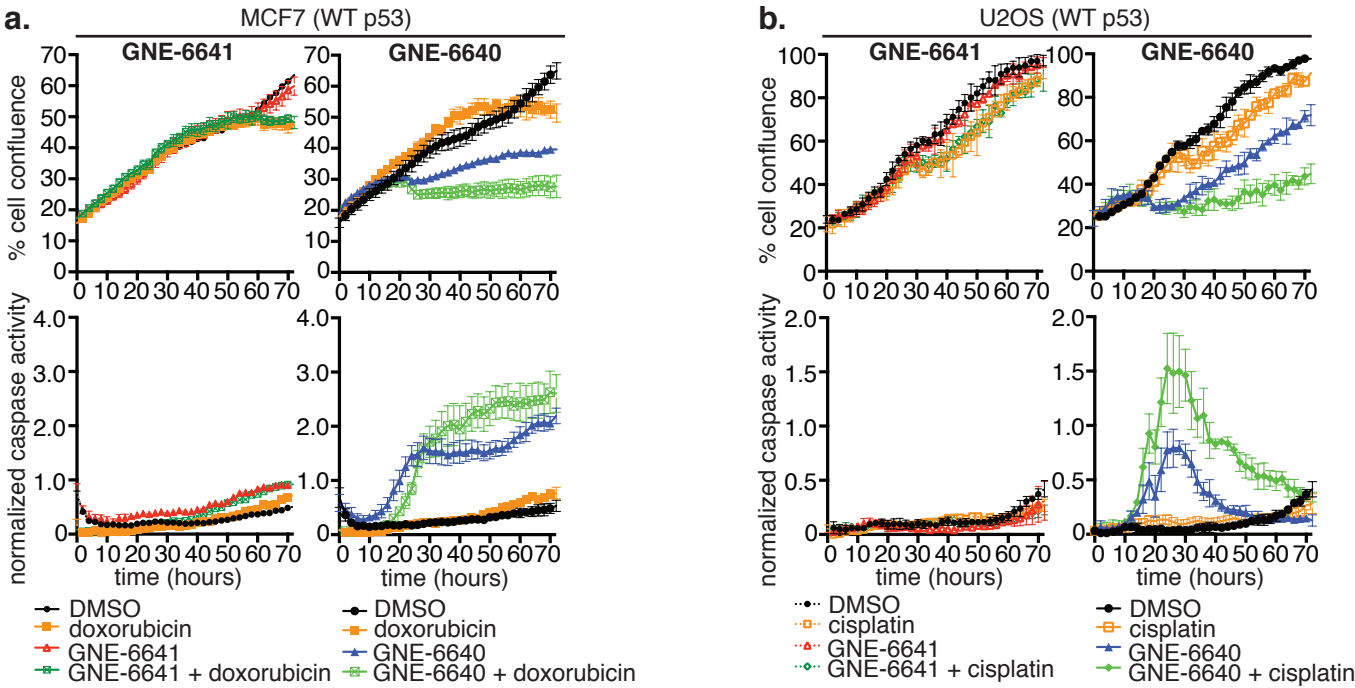 a.
MCF7 (WT p53)
GNE-6641
GNE-6640
% cell confluence
70
60
50
40
30
20
10
0
0 10 20 30 40 50 60 70
70
60
50
40
30
20
10
0
0 10 20 30 40 50 60 70
normalized caspase activity
4.0
3.0
2.0
1.0
0
0 10 20 30 40 50 60 70
time (hours)
4.0
3.0
2.0
1.0
0
0 10 20 30 40 50 60 70
time (hours)
DMSO
doxorubicin
GNE-6641
GNE-6641 + doxorubicin
DMSO
doxorubicin
GNE-6640
GNE-6640 + doxorubicin
b.
U2OS (WT p53)
GNE-6641
GNE-6640
% cell confluence
100
80
60
40
20
0
0 10 20 30 40 50 60 70
100
80
60
40
20
0
0 10 20 30 40 50 60 70
normalized caspase activity
2.0
1.5
1.0
0.5
0
0 10 20 30 40 50 60 70
time (hours)
2.0
1.5
1.0
0.5
0
0 10 20 30 40 50 60 70
time (hours)
DMSO
cisplatin
GNE-6641
GNE-6641 + cisplatin
DMSO
cisplatin
GNE-6640
GNE-6640 + cisplatin